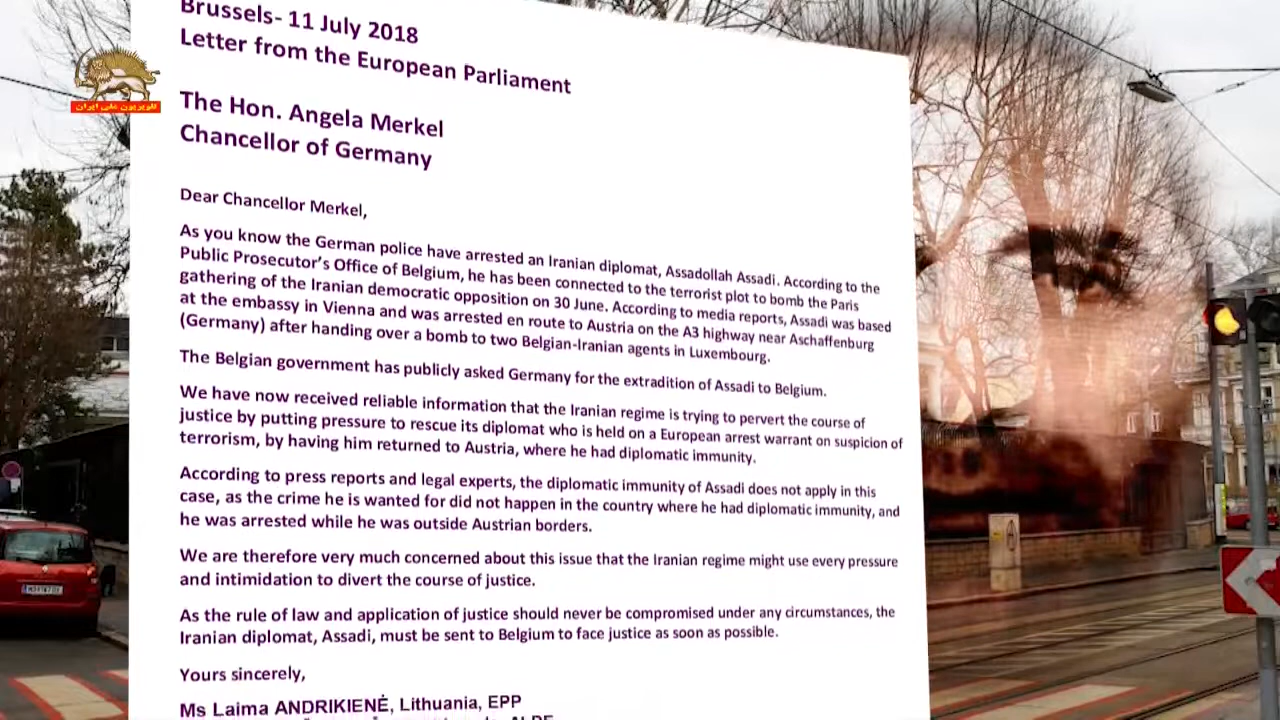 Brussels- 11 July 2018
Letter from the European Parliament
The Hon. Angela Merkel
Chancellor of Germany
Dear Chancellor Merkel,
As you know the German police have arrested an Iranian diplomat, Assadollah Assadi. According to the
Public Prosecutor's Office of Belgium, he has been connected to the terrorist plot to bomb the Paris
gathering of the Iranian democratic opposition on 30 June. According to media reports, Assadi was based
at the embassy in Vienna and was arrested en route to Austria on the A3 highway near Aschaffenburg
(Germany) after handing over a bomb to two Belgian-Iranian agents in Luxembourg.
The Belgian government has publicly asked Germany for the extradition of Assadi to Belgium.
We have now received reliable information that the Iranian regime is trying to pervert the course of
justice by putting pressure to rescue its diplomat who is held on a European arrest warrant on suspicion of
terrorism, by having him returned to Austria, where he had diplomatic immunity.
According to press reports and legal experts, the diplomatic immunity of Assadi does not apply in this
case, as the crime he is wanted for did not happen in the country where he had diplomatic immunity, and
he was arrested while he was outside Austrian borders.
We are therefore very much concerned about this issue that the Iranian regime might use every pressure
and intimidation to divert the course of justice.
As the rule of law and application of justice should never be compromised under any circumstances, the
Iranian diplomat, Assadi, must be sent to Belgium to face justice as soon as possible.
Yours sincerely,
Ms Laima ANDRIKIENĖ, Lithuania, EPP
تلویزیون ملی ایران